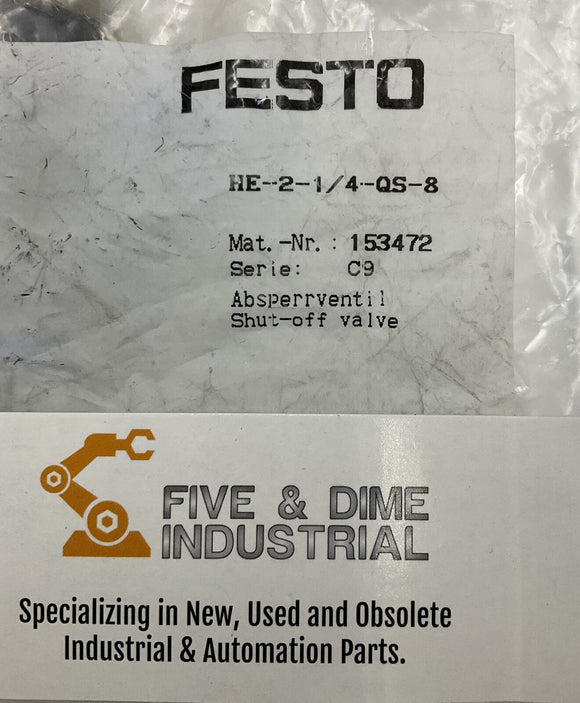 FESTO
HE-2-1/4-QS-8
Mat.-Nr.: 153472
Serie: C9
Absperrventil
Shut-off valve
FIVE & DIME
INDUSTRIAL
Specializing in New, Used and Obsolete
Industrial & Automation Parts.